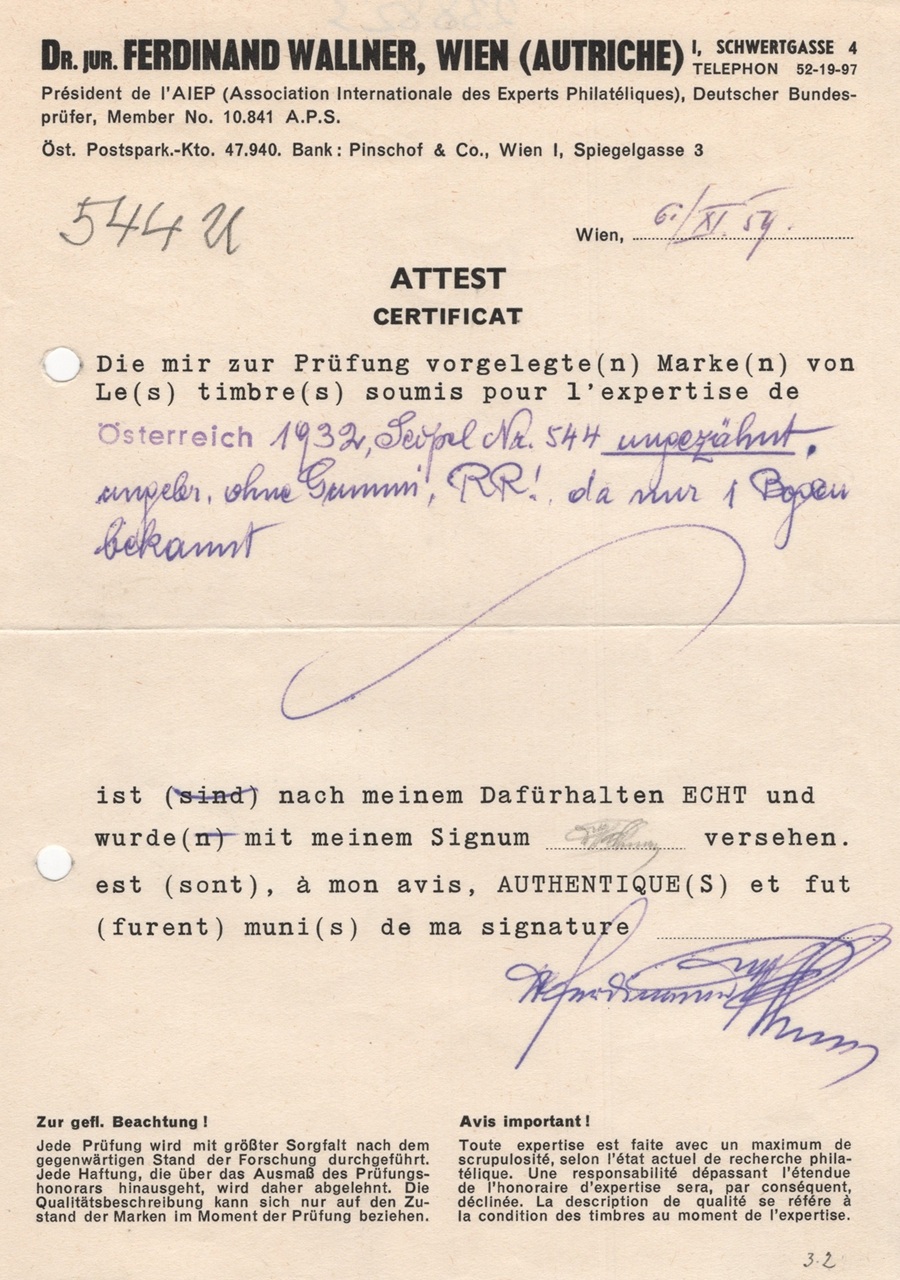 DR. JUR. FERDINAND WALLNER, WIEN (AUTRICHE) I, SCHWERTGASSE 4
TELEPHON 52-19-97
Président de l'AIEP (Association Internationale des Experts Philatéliques), Deutscher Bundes-
prüfer, Member No. 10.841 A.P.S.
Öst. Postspark.-Kto. 47.940. Bank: Pinschof & Co., Wien I, Spiegelgasse 3
544 U
Wien, 6./XI. 59.
ATTEST
CERTIFICAT
Die mir zur Prüfung vorgelegte(n) Marke(n) von
Le(s) timbre(s) soumis pour l'expertise de
Österreich 1932, Seipel Nr. 544 ungezähnt,
ungebr. ohne Gummi, RR! da nur 1 Bogen
bekannt
ist (sind) nach meinem Dafürhalten ECHT und
wurde(n) mit meinem Signum versehen.
est (sont), à mon avis, AUTHENTIQUE(S) et fut
(furent) muni(s) de ma signature
Dr Ferdinand Wallner
Zur gefl. Beachtung!
Jede Prüfung wird mit größter Sorgfalt nach dem
gegenwärtigen Stand der Forschung durchgeführt.
Jede Haftung, die über das Ausmaß des Prüfungs-
honorars hinausgeht, wird daher abgelehnt. Die
Qualitätsbeschreibung kann sich nur auf den Zu-
stand der Marken im Moment der Prüfung beziehen.
Avis important!
Toute expertise est faite avec un maximum de
scrupulosité, selon l'état actuel de recherche phila-
télique. Une responsabilité dépassant l'étendue
de l'honoraire d'expertise sera, par conséquent,
déclinée. La description de qualité se réfère à
la condition des timbres au moment de l'expertise.
3.2